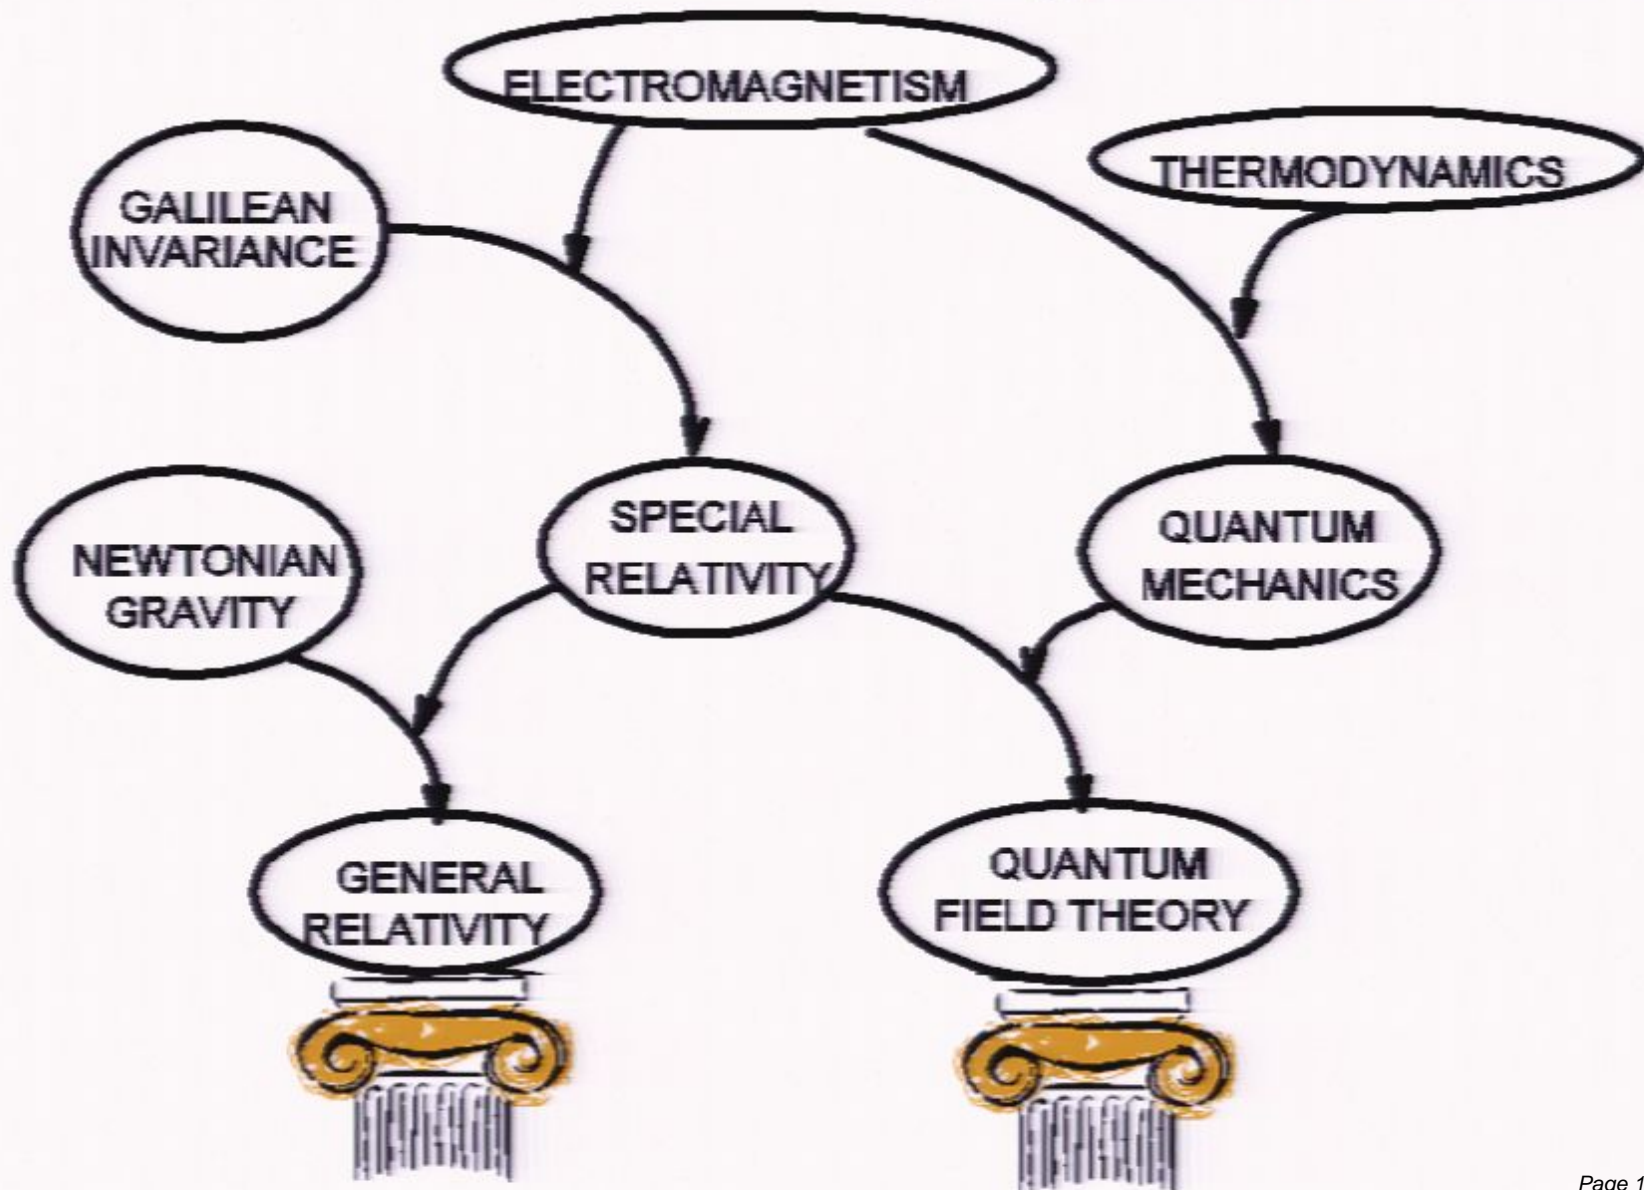 ELECTROMAGNETISM
THERMODYNAMICS
GALILEAN
INVARIANCE
NEWTONIAN
GRAVITY
SPECIAL
RELATIVITY
QUANTUM
MECHANICS
GENERAL
RELATIVITY
QUANTUM
FIELD THEORY
Page 1